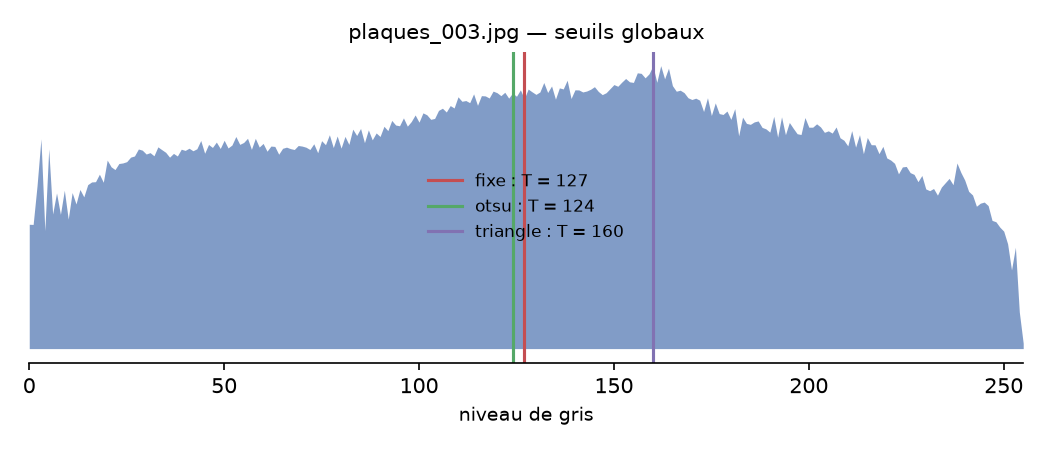 plaques_003.jpg — seuils globaux
fixe : T = 127
otsu : T = 124
triangle : T = 160
0 50 100 150 200 250
niveau de gris